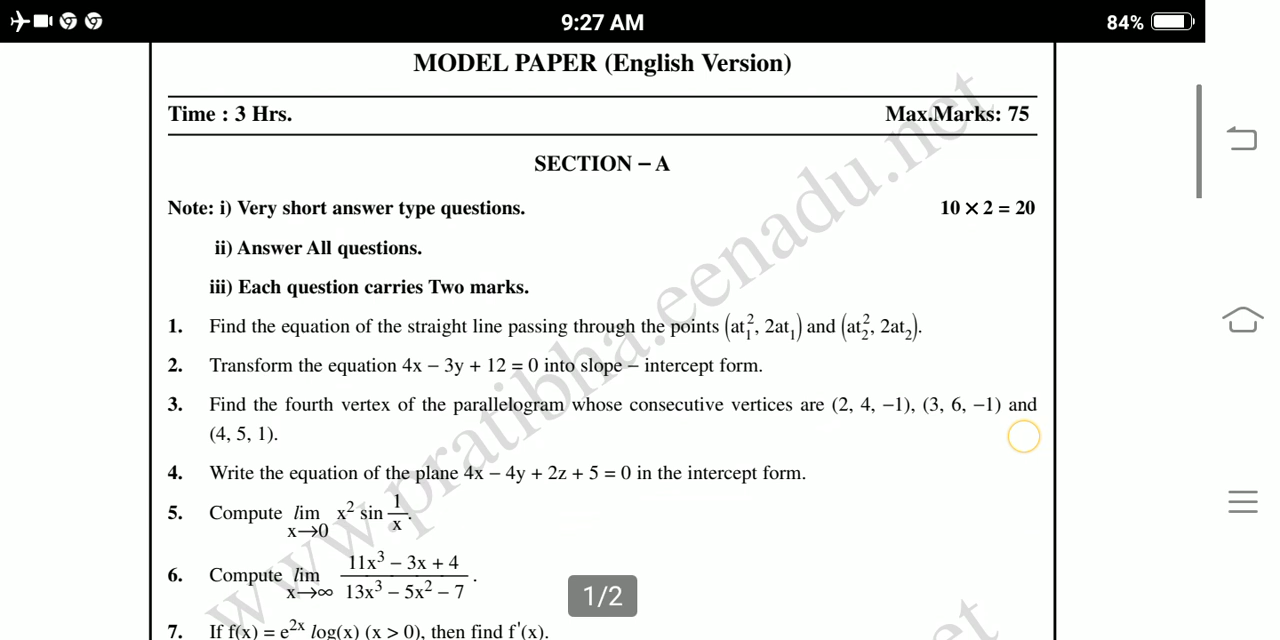 9:27 AM
84%
MODEL PAPER (English Version)
Time : 3 Hrs. Max.Marks: 75
SECTION – A
Note: i) Very short answer type questions. 10 × 2 = 20
ii) Answer All questions.
iii) Each question carries Two marks.
1. Find the equation of the straight line passing through the points (at₁², 2at₁) and (at₂², 2at₂).
2. Transform the equation 4x – 3y + 12 = 0 into slope – intercept form.
3. Find the fourth vertex of the parallelogram whose consecutive vertices are (2, 4, –1), (3, 6, –1) and
(4, 5, 1).
4. Write the equation of the plane 4x – 4y + 2z + 5 = 0 in the intercept form.
5. Compute lim x→0 x² sin 1/x.
6. Compute lim x→∞ (11x³ – 3x + 4)/(13x³ – 5x² – 7).
7. If f(x) = e²ˣ log(x) (x > 0), then find f'(x).
1/2
www.pratibha.eenadu.net